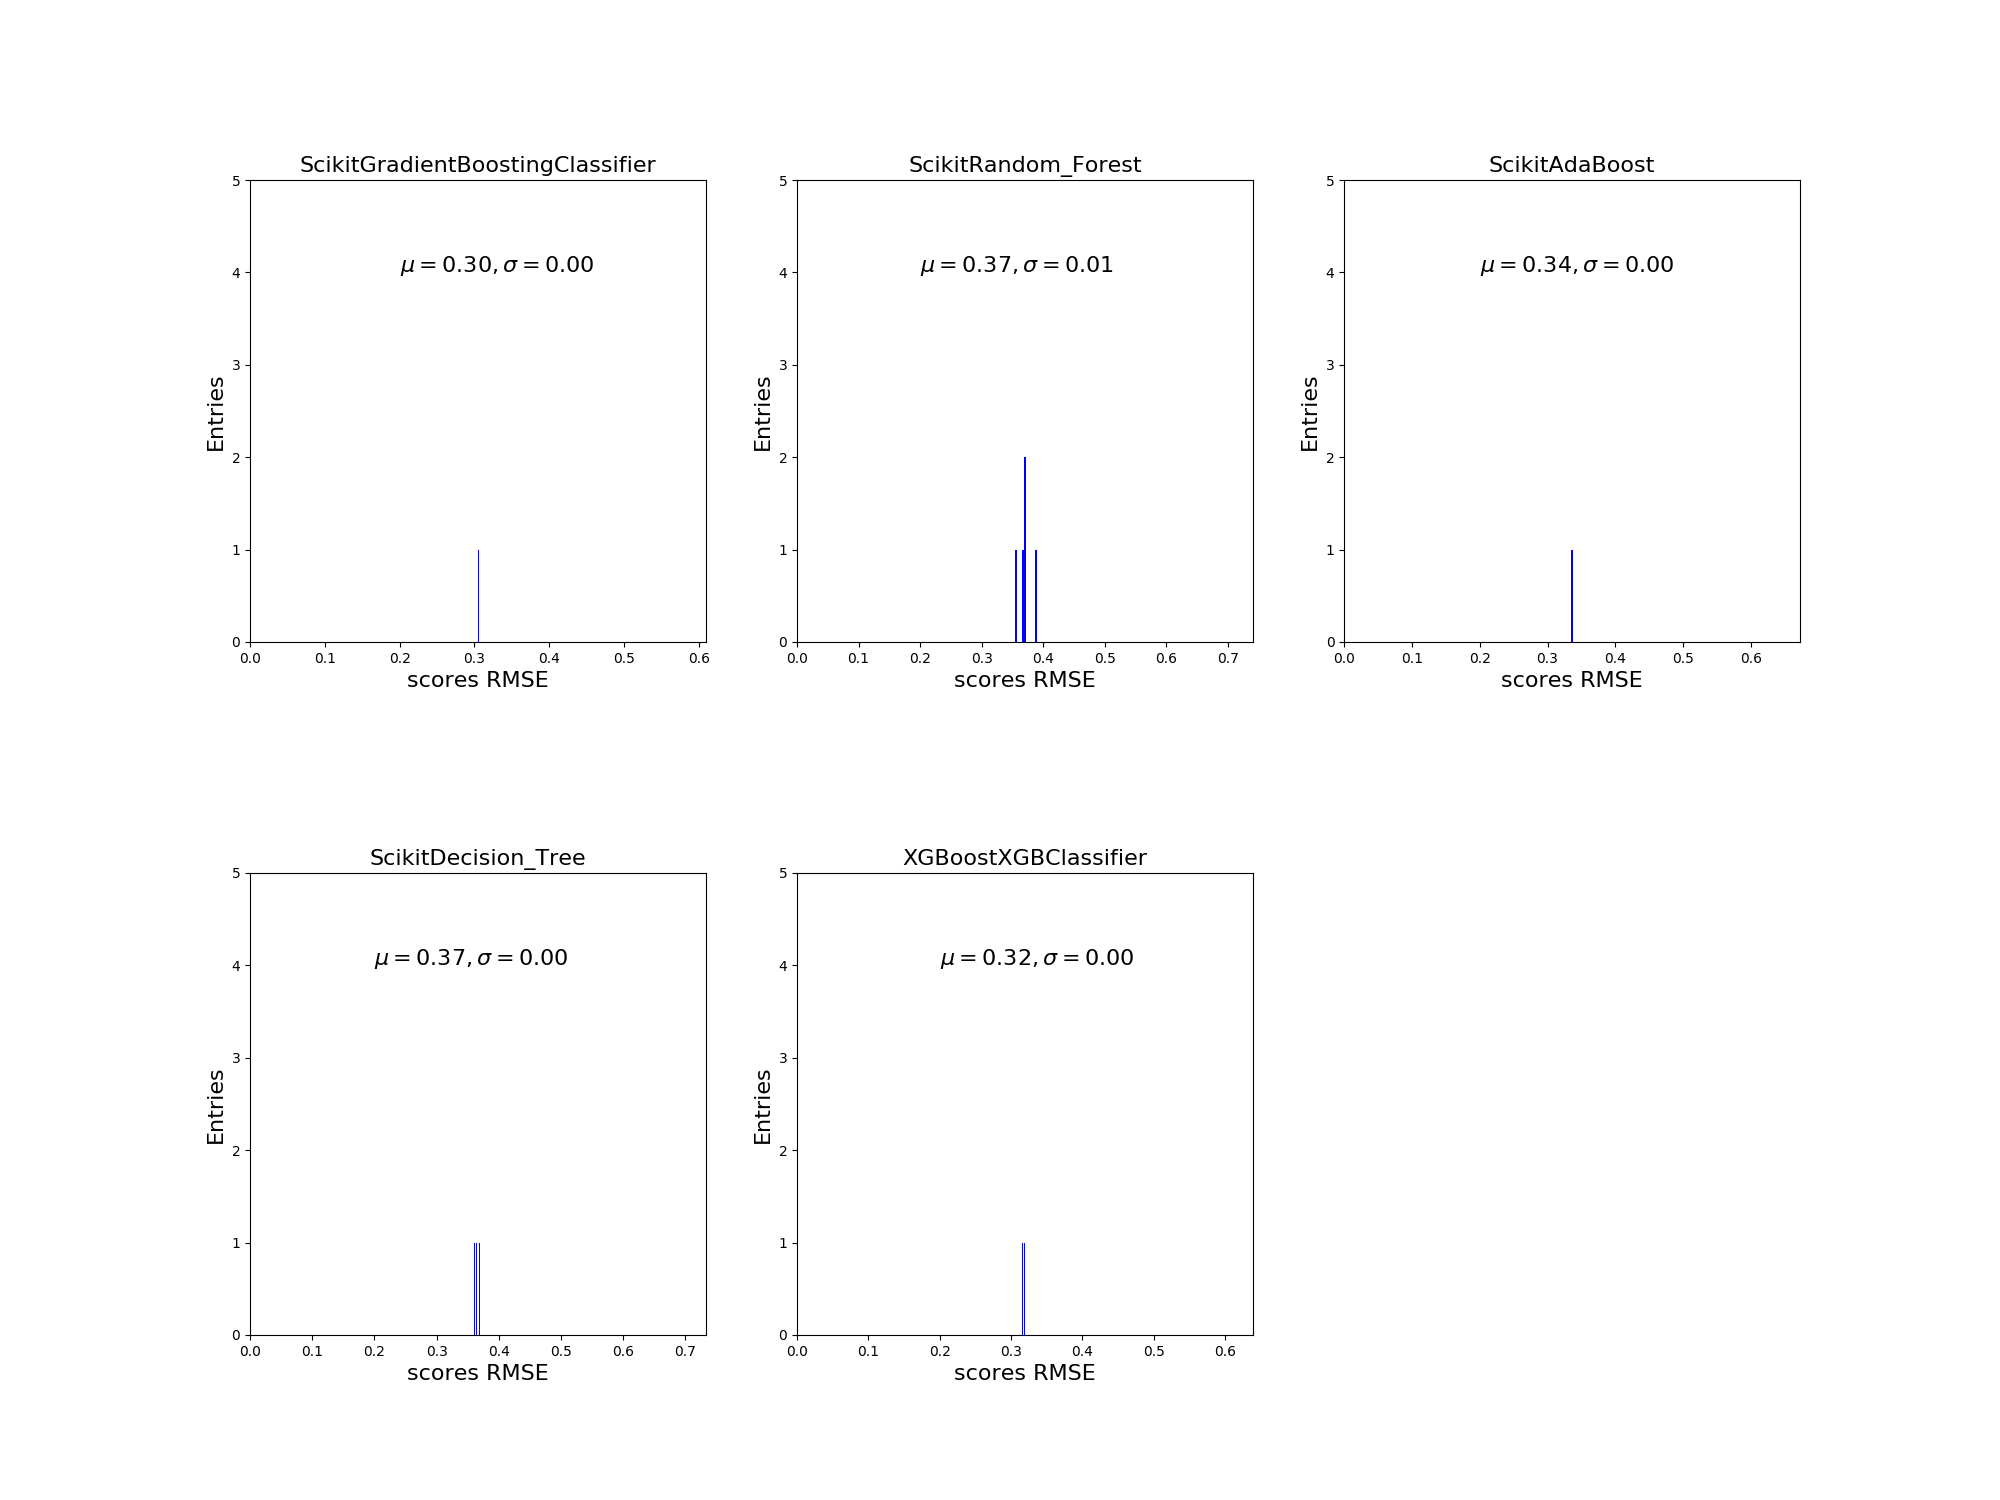 ScikitGradientBoostingClassifier
5
4
3
2
1
0
Entries
μ = 0.30, σ = 0.00
0.0 0.1 0.2 0.3 0.4 0.5 0.6
scores RMSE
ScikitRandom_Forest
5
4
3
2
1
0
Entries
μ = 0.37, σ = 0.01
0.0 0.1 0.2 0.3 0.4 0.5 0.6 0.7
scores RMSE
ScikitAdaBoost
5
4
3
2
1
0
Entries
μ = 0.34, σ = 0.00
0.0 0.1 0.2 0.3 0.4 0.5 0.6
scores RMSE
ScikitDecision_Tree
5
4
3
2
1
0
Entries
μ = 0.37, σ = 0.00
0.0 0.1 0.2 0.3 0.4 0.5 0.6 0.7
scores RMSE
XGBoostXGBClassifier
5
4
3
2
1
0
Entries
μ = 0.32, σ = 0.00
0.0 0.1 0.2 0.3 0.4 0.5 0.6
scores RMSE